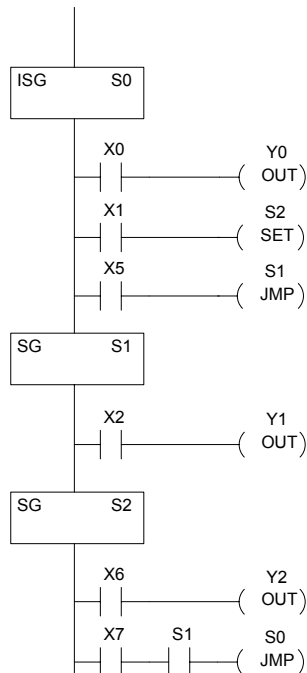 ISG S0
X0 Y0
OUT
X1 S2
SET
X5 S1
JMP
SG S1
X2 Y1
OUT
SG S2
X6 Y2
OUT
X7 S1 S0
JMP